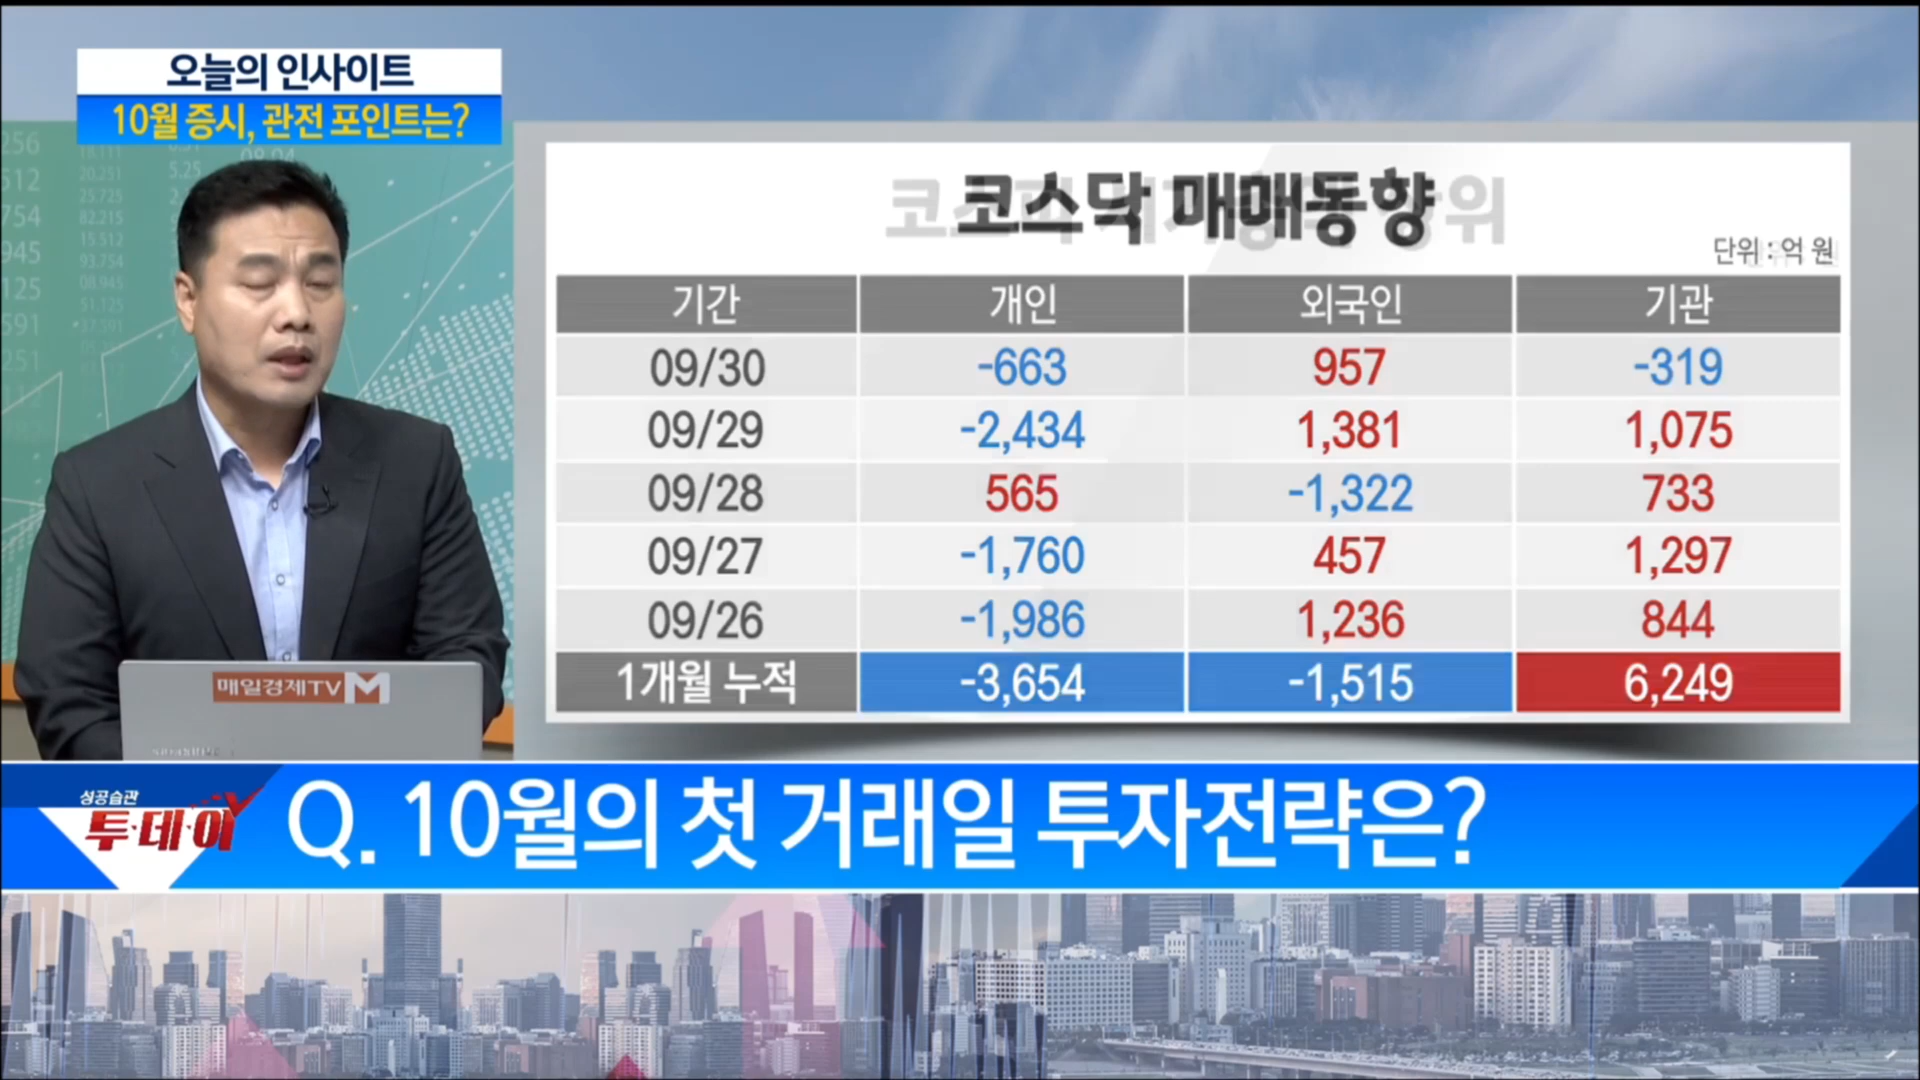 오늘의 인사이트
10월 증시, 관전 포인트는?
코스닥 매매동향
단위 : 억 원
기간 개인 외국인 기관
09/30 -663 957 -319
09/29 -2,434 1,381 1,075
09/28 565 -1,322 733
09/27 -1,760 457 1,297
09/26 -1,986 1,236 844
1개월 누적 -3,654 -1,515 6,249
매일경제TV M
성공습관
투데이
Q. 10월의 첫 거래일 투자전략은?